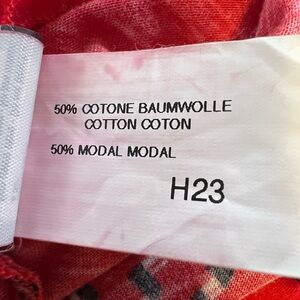 50% COTONE BAUMWOLLE
COTTON COTON
50% MODAL MODAL
H23